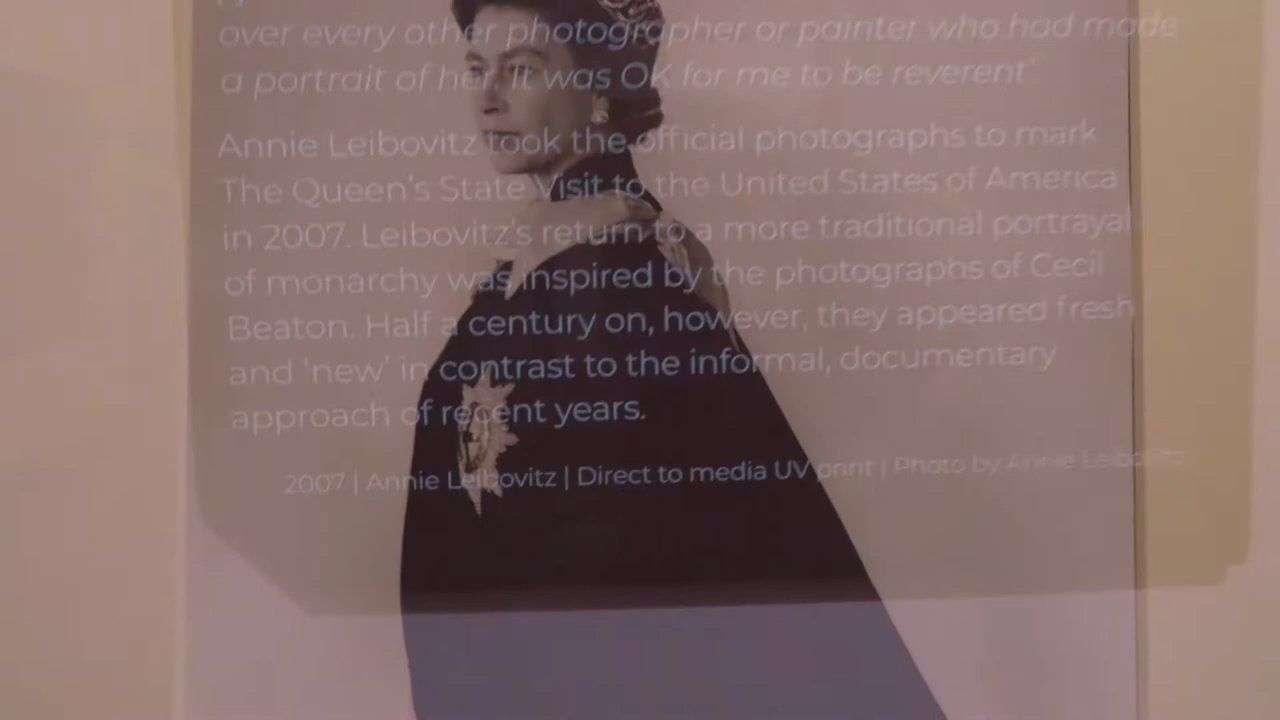 over every other photographer or painter who had made
a portrait of her, it was OK for me to be reverent'
Annie Leibovitz took the official photographs to mark
The Queen's State Visit to the United States of America
in 2007. Leibovitz's return to a more traditional portrayal
of monarchy was inspired by the photographs of Cecil
Beaton. Half a century on, however, they appeared fresh
and 'new' in contrast to the informal, documentary
approach of recent years.
2007 | Annie Leibovitz | Direct to media UV print | Photo by Annie Leibovitz